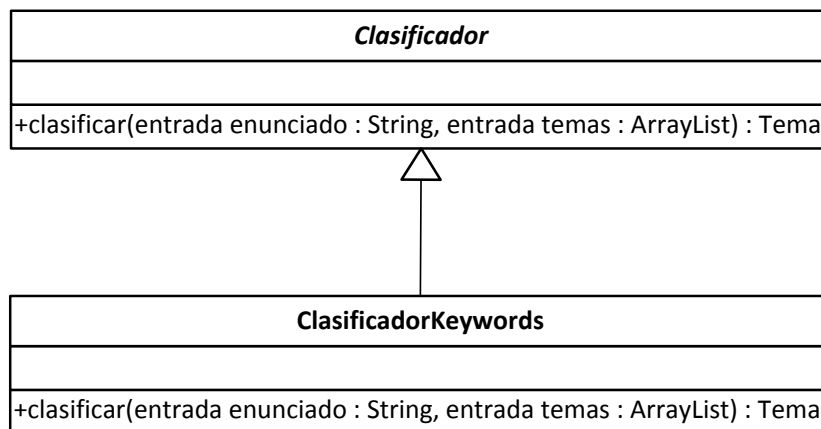 Clasificador
+clasificar(entrada enunciado : String, entrada temas : ArrayList) : Tema
ClasificadorKeywords
+clasificar(entrada enunciado : String, entrada temas : ArrayList) : Tema